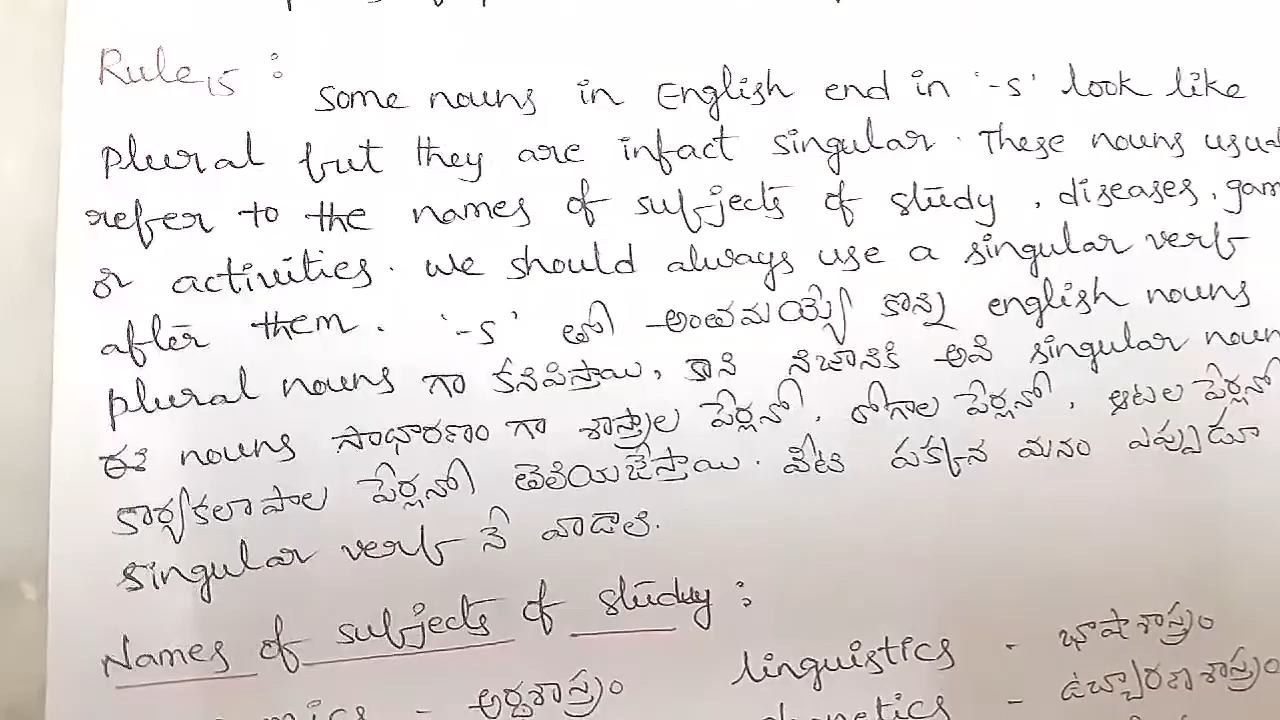 Rule 15 :
Some nouns in English end in '-s' look like
plural but they are infact singular. These nouns
refer to the names of subjects of study, diseases,
or activities. We should always use a singular verb
after them. '-s' తో అంతమయ్యే కొన్ని english nouns
plural nouns గా కనిపిస్తాయి, కాని నిజానికి అవి singular noun
ఈ nouns సాధారణం గా శాస్త్రాల పేర్లనో, రోగాల పేర్లనో, ఆటల పేర్లనో
కార్యకలాపాల పేర్లనో తెలియజేస్తాయి. వీటి పక్కన మనం ఎప్పుడూ
singular verb నే వాడాలి.
Names of subjects of study :
linguistics - భాషాశాస్త్రం
అర్థశాస్త్రం
- ఉచ్చారణశాస్త్రం